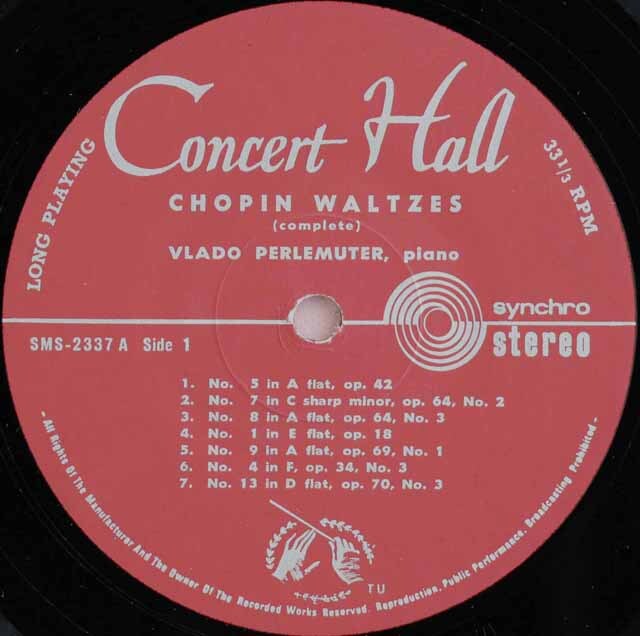 Concert Hall
LONG PLAYING
33 1/3 RPM
CHOPIN WALTZES
(complete)
VLADO PERLEMUTER, piano
synchro
stereo
SMS-2337 A Side 1
1. No. 5 in A flat, op. 42
2. No. 7 in C sharp minor, op. 64, No. 2
3. No. 8 in A flat, op. 64, No. 3
4. No. 1 in E flat, op. 18
5. No. 9 in A flat, op. 69, No. 1
6. No. 4 in F, op. 34, No. 3
7. No. 13 in D flat, op. 70, No. 3
TU
- All Rights Of The Manufacturer And The Owner Of The Recorded Works Reserved. Reproduction. Public Performance. Broadcasting Prohibited -